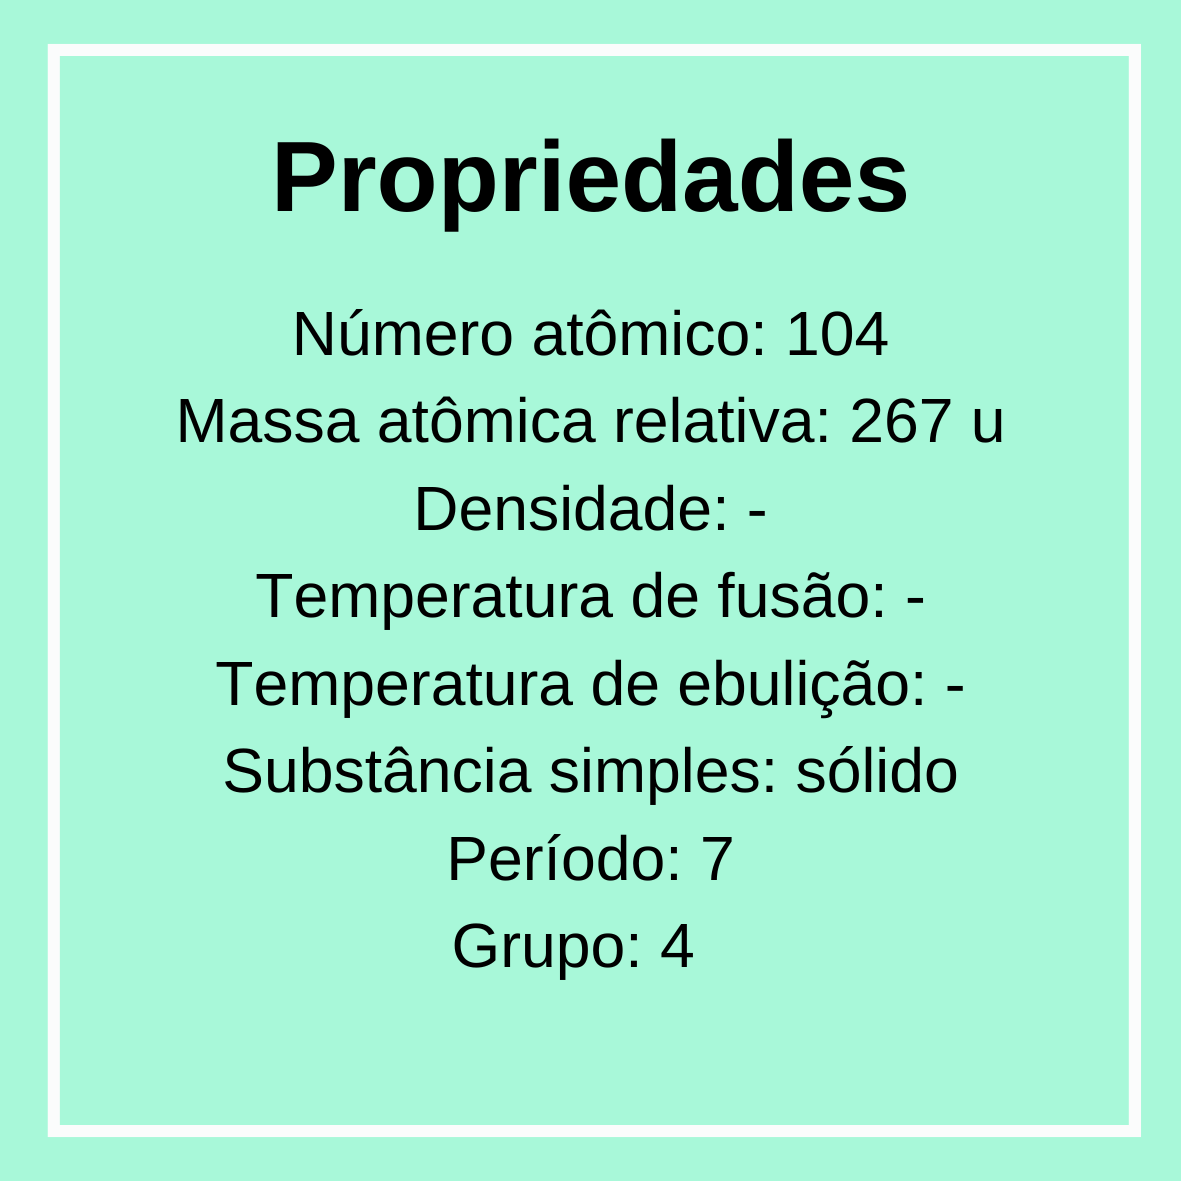 Propriedades
Número atômico: 104
Massa atômica relativa: 267 u
Densidade: -
Temperatura de fusão: -
Temperatura de ebulição: -
Substância simples: sólido
Período: 7
Grupo: 4